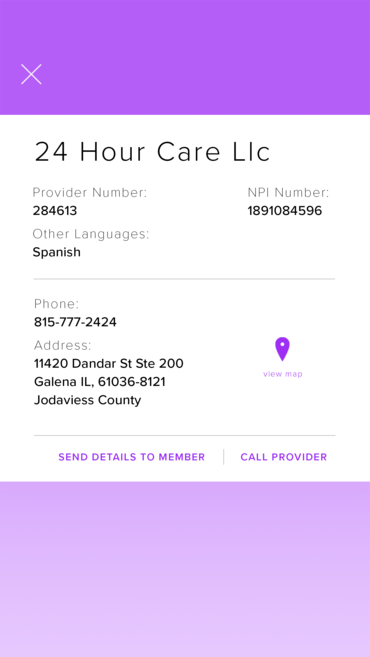 24 Hour Care Llc
Provider Number:
284613
NPI Number:
1891084596
Other Languages:
Spanish
Phone:
815-777-2424
Address:
11420 Dandar St Ste 200
Galena IL, 61036-8121
Jodaviess County
view map
SEND DETAILS TO MEMBER
CALL PROVIDER